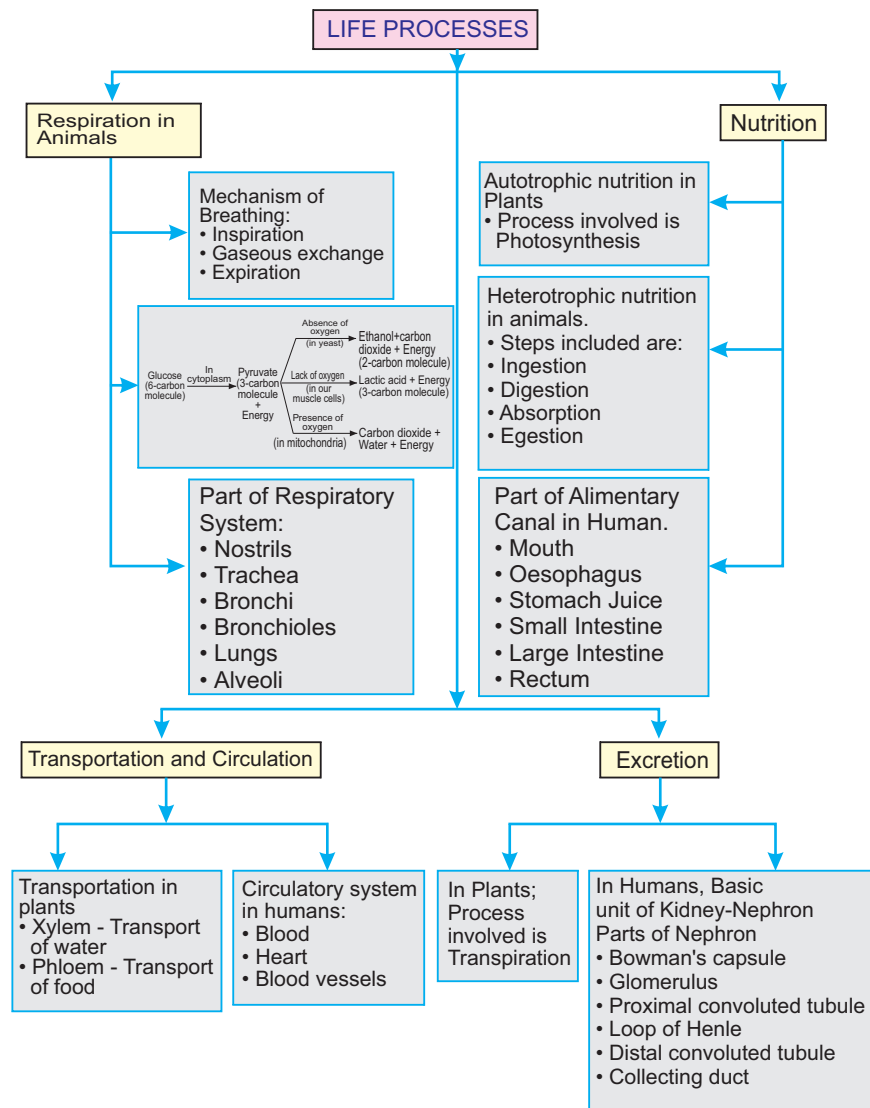 LIFE PROCESSES
Respiration in
Animals
Nutrition
Mechanism of
Breathing:
• Inspiration
• Gaseous exchange
• Expiration
Autotrophic nutrition in
Plants
• Process involved is
Photosynthesis
Glucose
(6-carbon
molecule)
In
cytoplasm
Pyruvate
(3-carbon
molecule
+
Energy
Absence of
oxygen
(in yeast)
Ethanol+carbon
dioxide + Energy
(2-carbon molecule)
Lack of oxygen
(in our
muscle cells)
Lactic acid + Energy
(3-carbon molecule)
Presence of
oxygen
(in mitochondria)
Carbon dioxide +
Water + Energy
Heterotrophic nutrition
in animals.
• Steps included are:
• Ingestion
• Digestion
• Absorption
• Egestion
Part of Respiratory
System:
• Nostrils
• Trachea
• Bronchi
• Bronchioles
• Lungs
• Alveoli
Part of Alimentary
Canal in Human.
• Mouth
• Oesophagus
• Stomach Juice
• Small Intestine
• Large Intestine
• Rectum
Transportation and Circulation
Excretion
Transportation in
plants
• Xylem - Transport
of water
• Phloem - Transport
of food
Circulatory system
in humans:
• Blood
• Heart
• Blood vessels
In Plants;
Process
involved is
Transpiration
In Humans, Basic
unit of Kidney-Nephron
Parts of Nephron
• Bowman's capsule
• Glomerulus
• Proximal convoluted tubule
• Loop of Henle
• Distal convoluted tubule
• Collecting duct